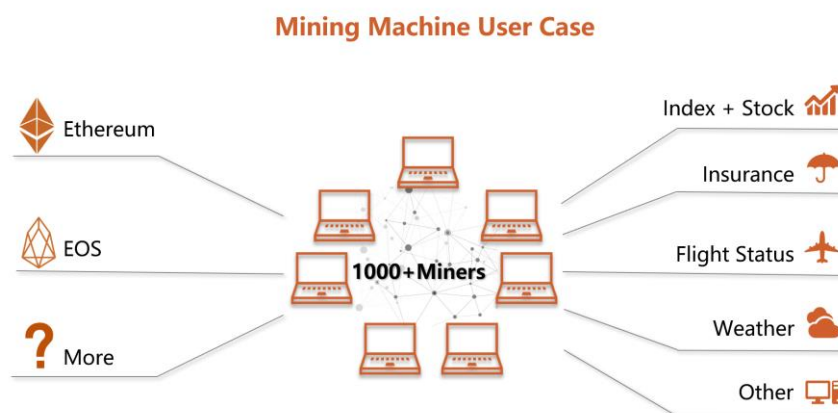 Mining Machine User Case
Ethereum
EOS
? More
1000+Miners
Index + Stock
Insurance
Flight Status
Weather
Other